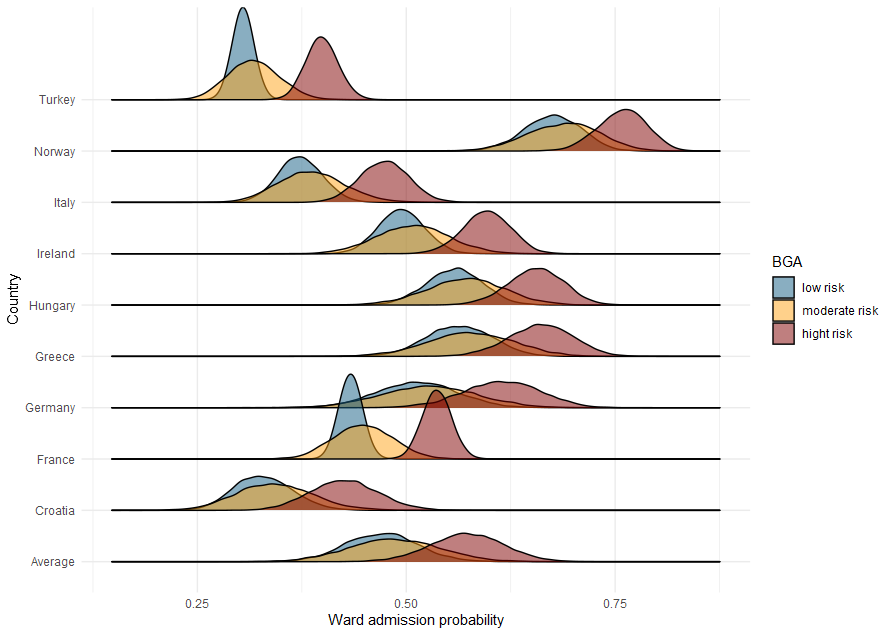 Turkey
Norway
Italy
Ireland
Hungary
Greece
Germany
France
Croatia
Average
Country
0.25 0.50 0.75
Ward admission probability
BGA
low risk
moderate risk
hight risk